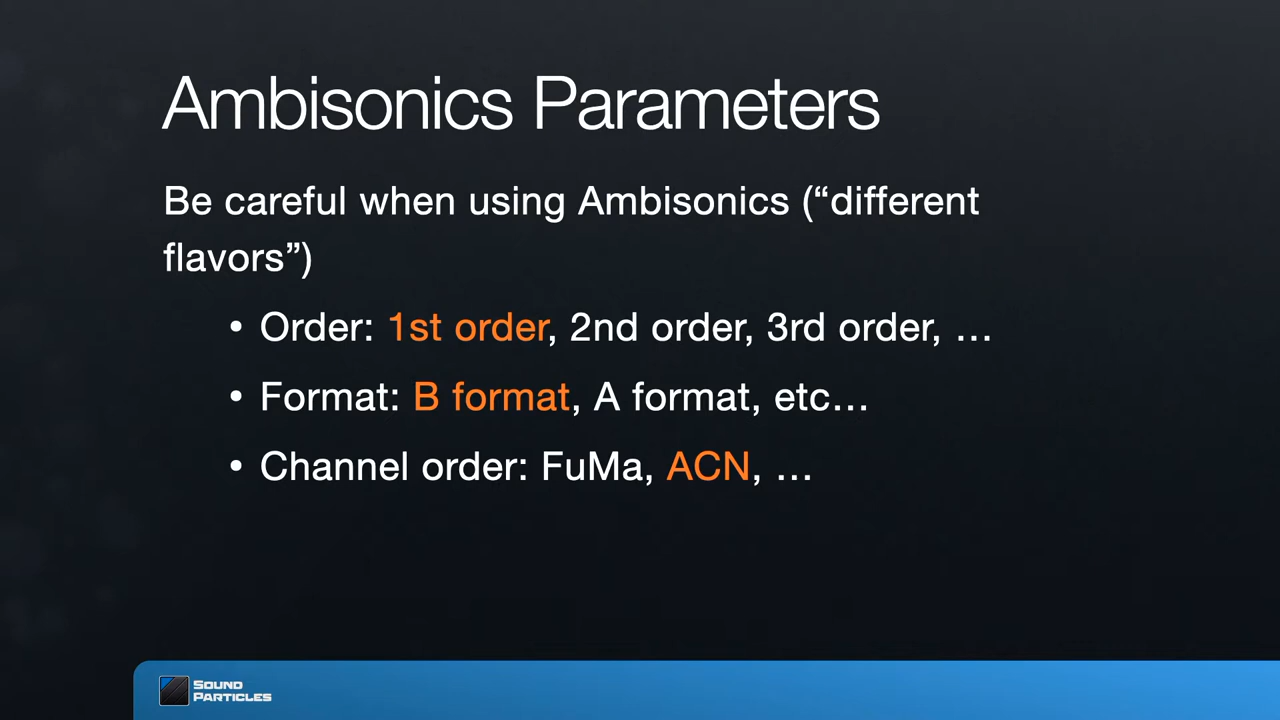 Ambisonics Parameters
Be careful when using Ambisonics (“different
flavors”)
• Order: 1st order, 2nd order, 3rd order, …
• Format: B format, A format, etc…
• Channel order: FuMa, ACN, …
SOUND
PARTICLES